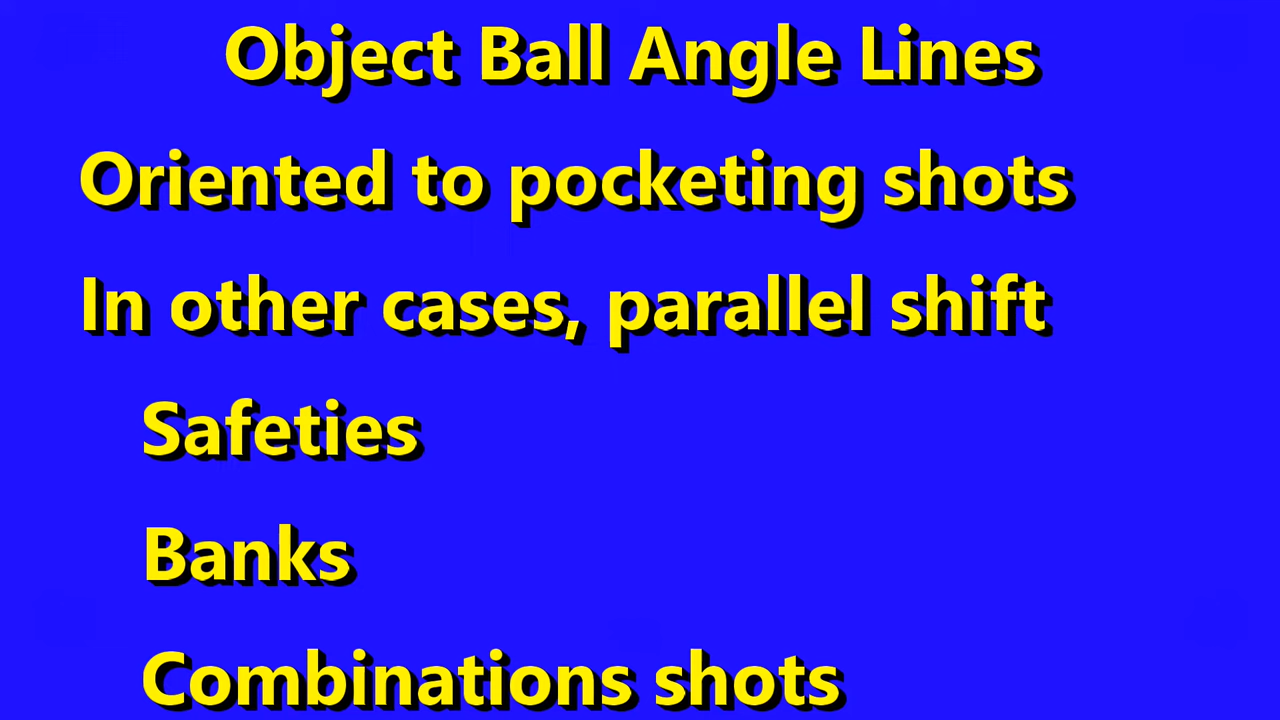 Object Ball Angle Lines
Oriented to pocketing shots
In other cases, parallel shift
Safeties
Banks
Combinations shots